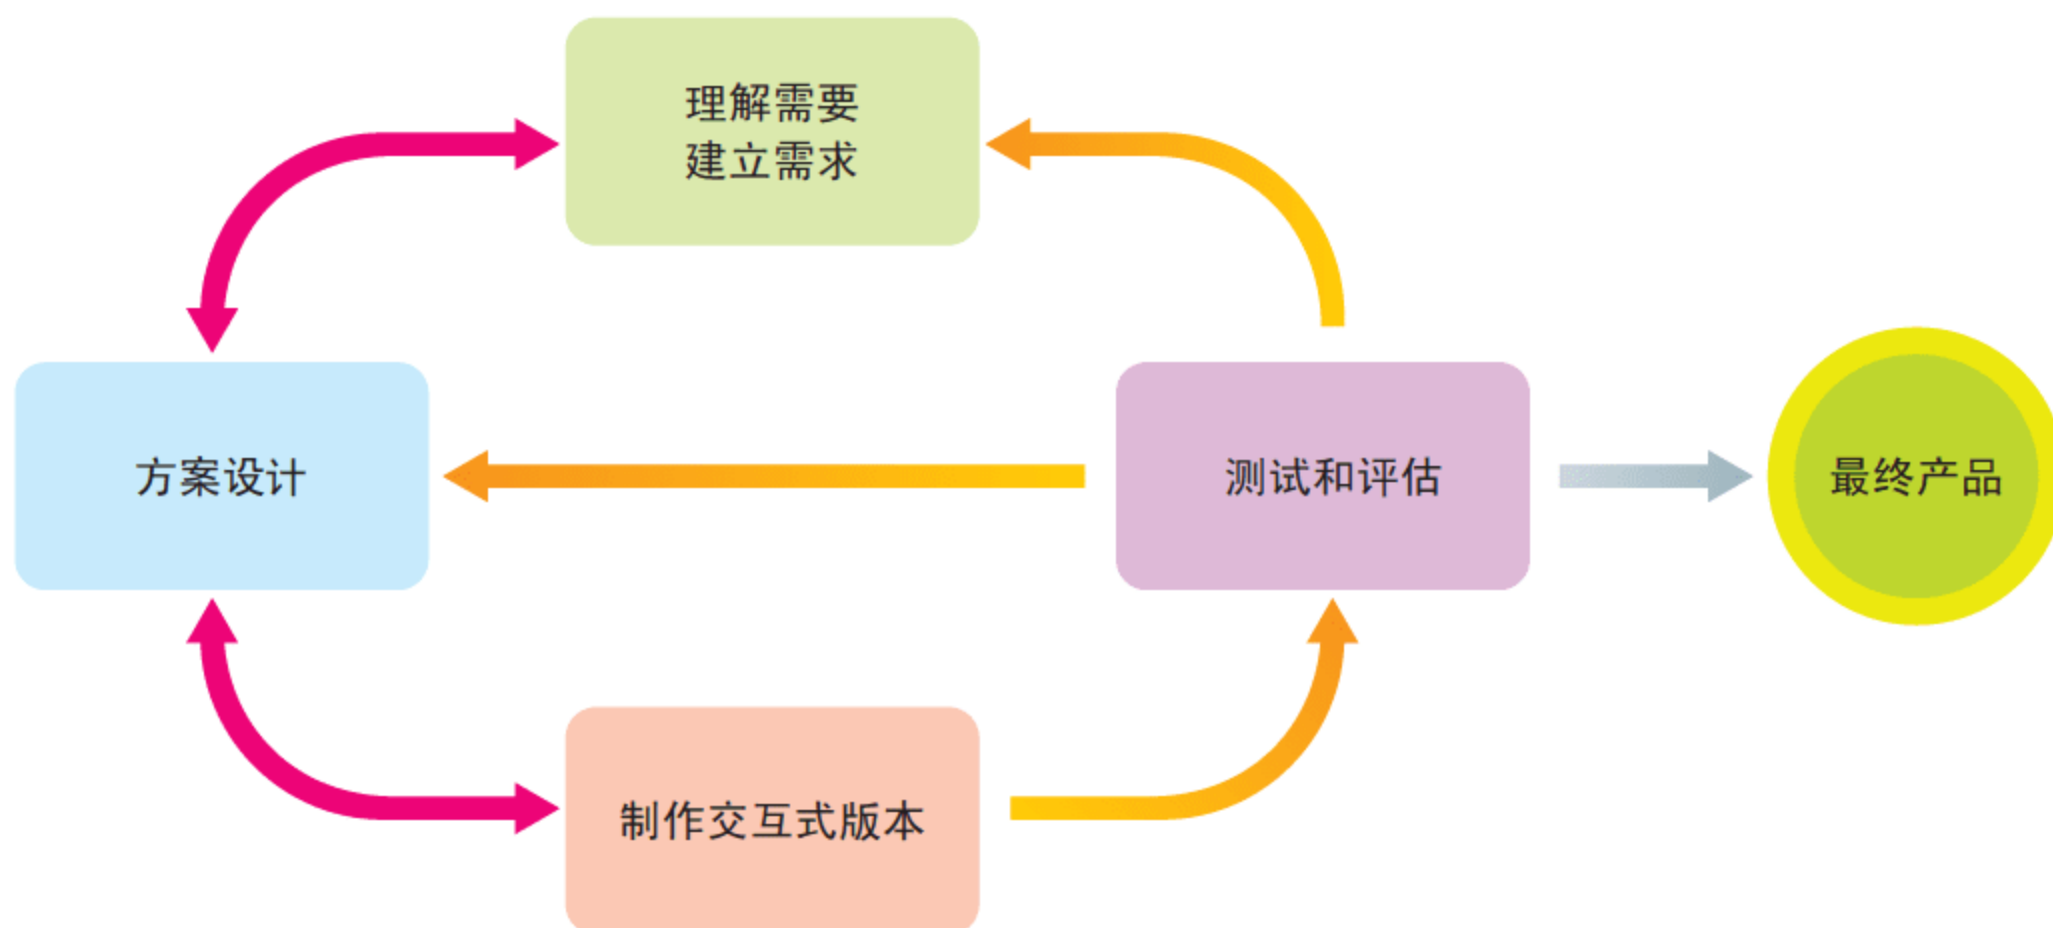 理解需要
建立需求
方案设计
测试和评估
最终产品
制作交互式版本